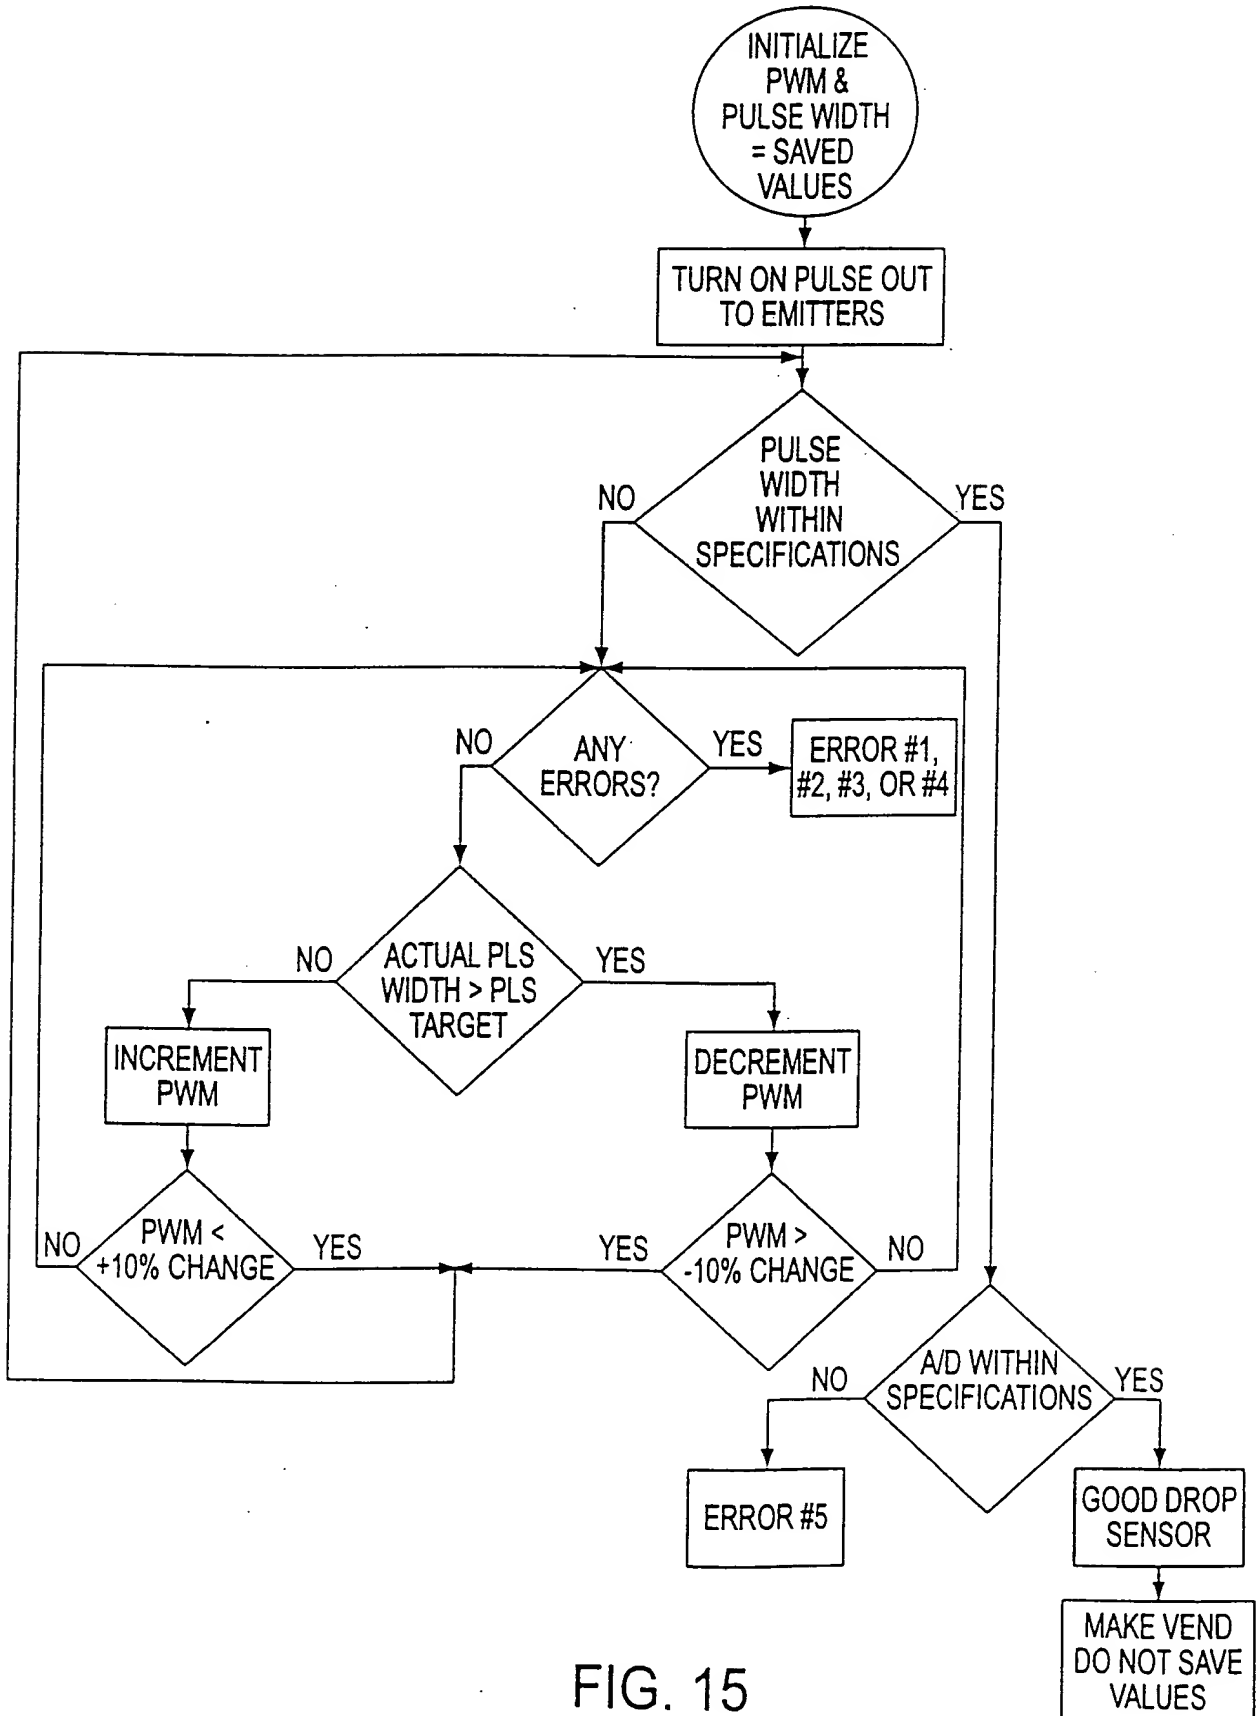 INITIALIZE
PWM &
PULSE WIDTH
= SAVED
VALUES
TURN ON PULSE OUT
TO EMITTERS
PULSE
WIDTH
WITHIN
SPECIFICATIONS
NO
YES
ANY
ERRORS?
NO
YES
ERROR #1,
#2, #3, OR #4
ACTUAL PLS
WIDTH > PLS
TARGET
NO
YES
INCREMENT
PWM
DECREMENT
PWM
PWM <
+10% CHANGE
NO
YES
PWM >
-10% CHANGE
YES
NO
A/D WITHIN
SPECIFICATIONS
NO
YES
ERROR #5
GOOD DROP
SENSOR
MAKE VEND
DO NOT SAVE
VALUES
FIG. 15